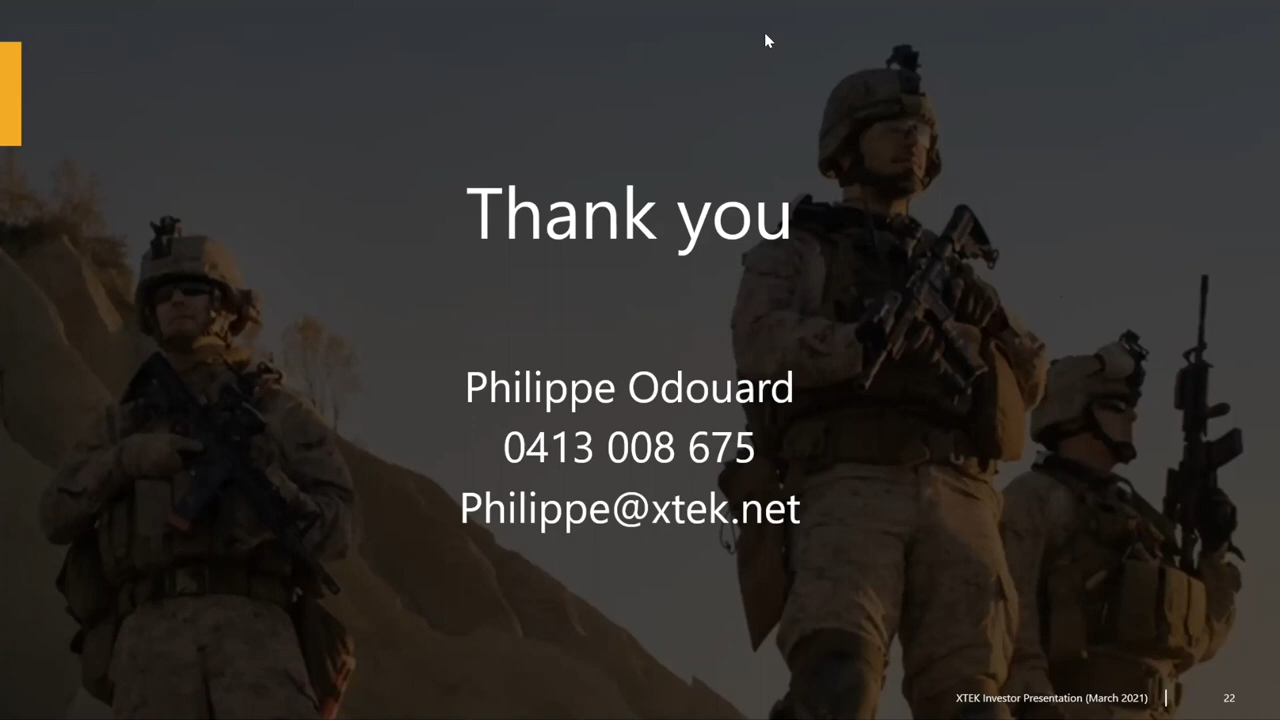 Thank you
Philippe Odouard
0413 008 675
Philippe@xtek.net
XTEK Investor Presentation (March 2021) | 22